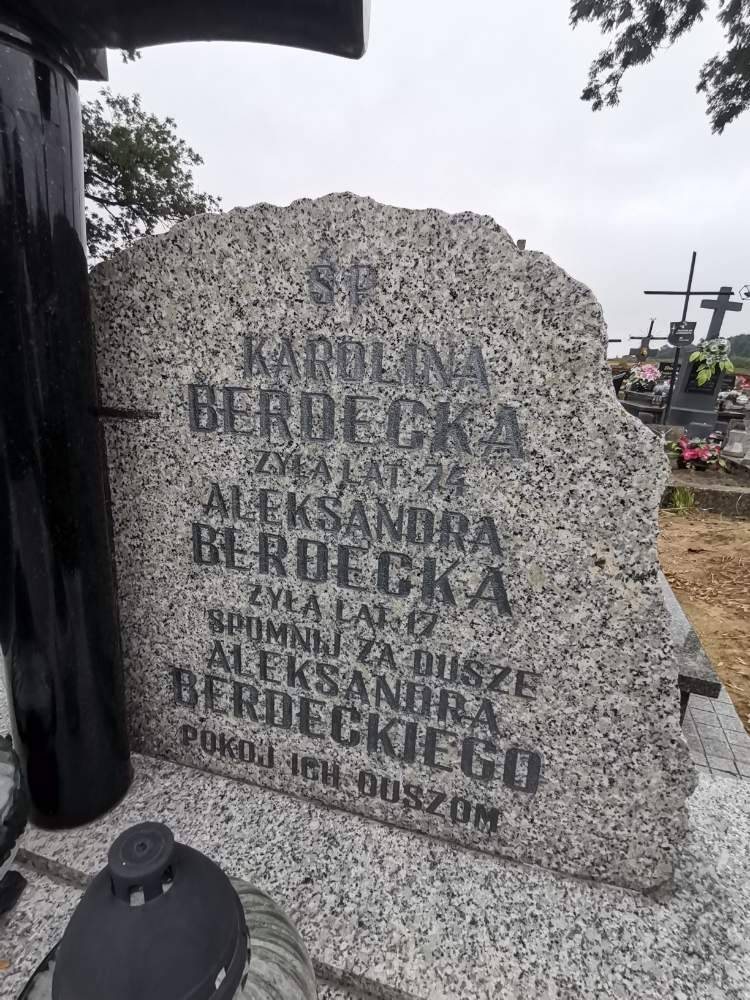 Ś P
KAROLINA
BERDECKA
ŻYŁA LAT 74
ALEKSANDRA
BERDECKA
ŻYŁA LAT 17
SPOMNIJ ZA DUSZE
ALEKSANDRA
BERDECKIEGO
POKÓJ ICH DUSZOM